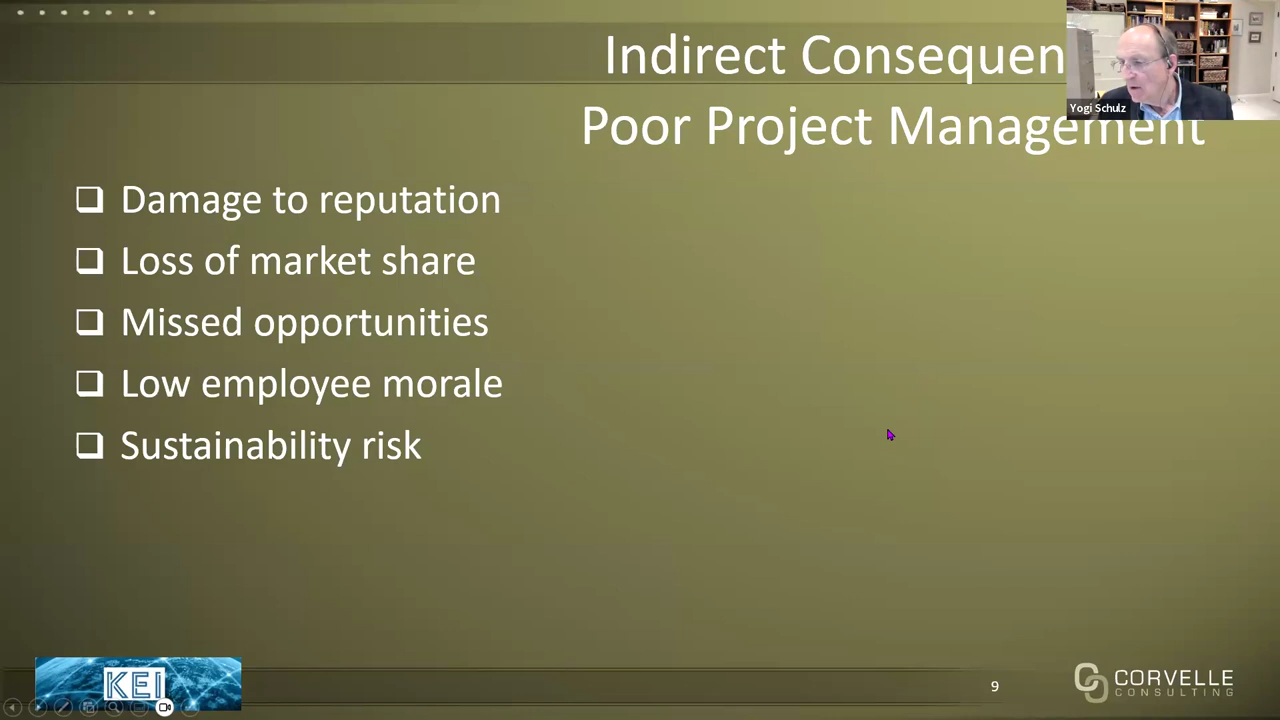 Indirect Consequen
Poor Project Management
Yogi Schulz
Damage to reputation
Loss of market share
Missed opportunities
Low employee morale
Sustainability risk
KEI
9
CORVELLE
CONSULTING